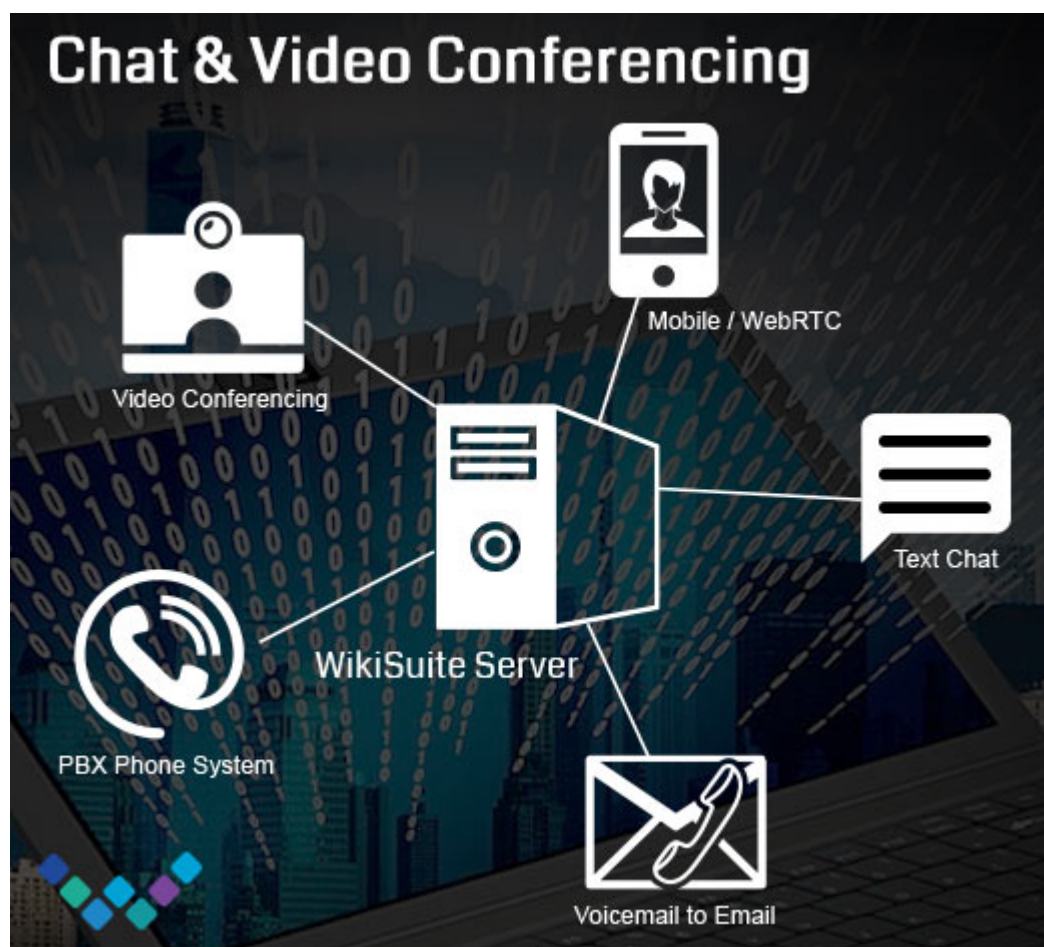 Chat & Video Conferencing
Mobile / WebRTC
Video Conferencing
Text Chat
WikiSuite Server
PBX Phone System
Voicemail to Email